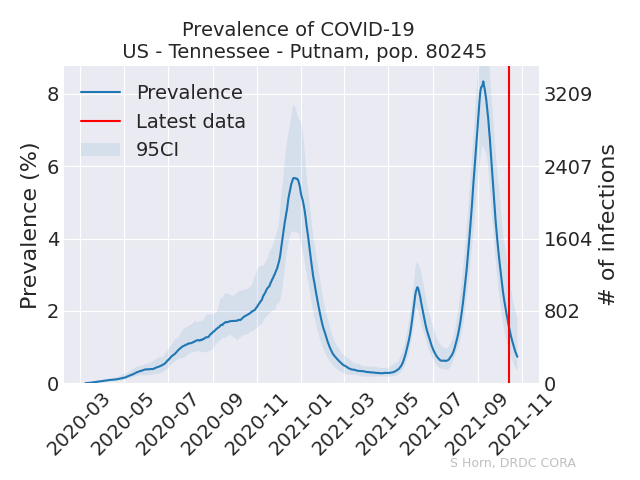 Prevalence of COVID-19
US - Tennessee - Putnam, pop. 80245
Prevalence
Latest data
95CI
Prevalence (%)
8
6
4
2
0
# of infections
3209
2407
1604
802
0
2020-03
2020-05
2020-07
2020-09
2020-11
2021-01
2021-03
2021-05
2021-07
2021-09
2021-11
S Horn, DRDC CORA